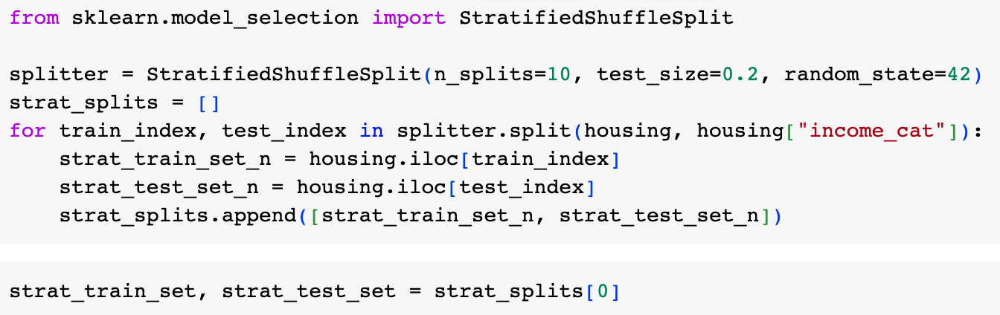 from sklearn.model_selection import StratifiedShuffleSplit
splitter = StratifiedShuffleSplit(n_splits=10, test_size=0.2, random_state=42)
strat_splits = []
for train_index, test_index in splitter.split(housing, housing["income_cat"]):
    strat_train_set_n = housing.iloc[train_index]
    strat_test_set_n = housing.iloc[test_index]
    strat_splits.append([strat_train_set_n, strat_test_set_n])
strat_train_set, strat_test_set = strat_splits[0]